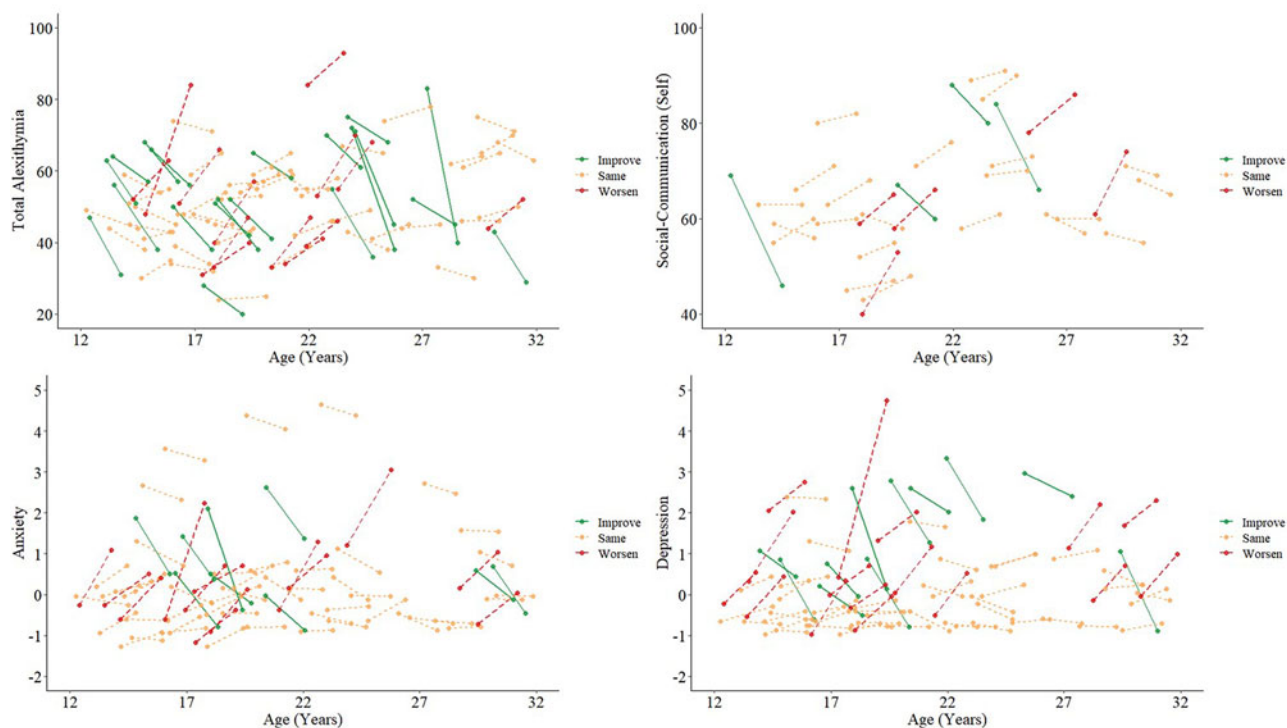 100
80
60
40
20
Total Alexithymia
12 17 22 27 32
Age (Years)
Improve
Same
Worsen
100
80
60
40
Social-Communication (Self)
12 17 22 27 32
Age (Years)
Improve
Same
Worsen
5
4
3
2
1
0
-1
-2
Anxiety
12 17 22 27 32
Age (Years)
Improve
Same
Worsen
5
4
3
2
1
0
-1
-2
Depression
12 17 22 27 32
Age (Years)
Improve
Same
Worsen